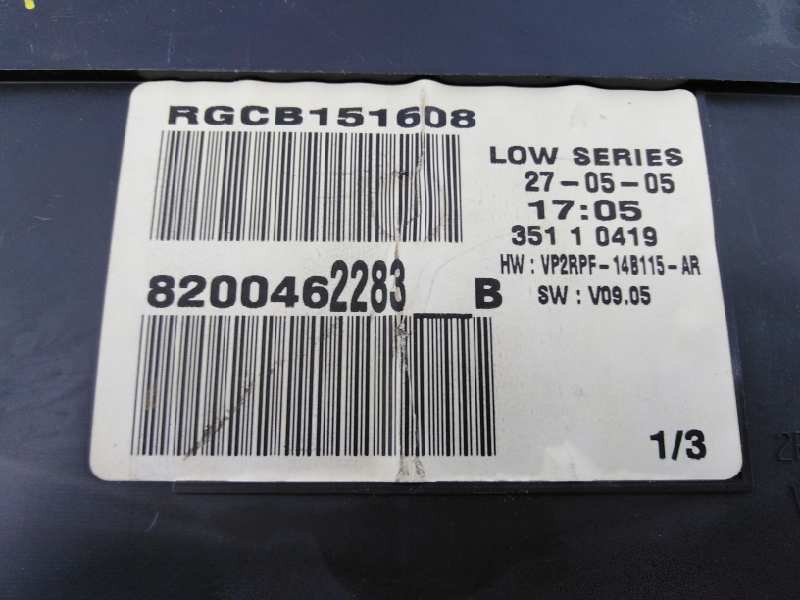 RGCB151608
LOW SERIES
27-05-05
17:05
351 1 0419
HW : VP2RPF-14B115-AR
SW : V09.05
8200462283__B
1/3